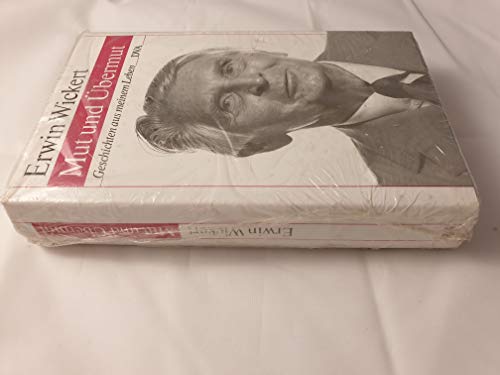 Erwin Wickert
Mut und Übermut
Geschichten aus meinem Leben DVA
Erwin Wickert
Mut und Übermut